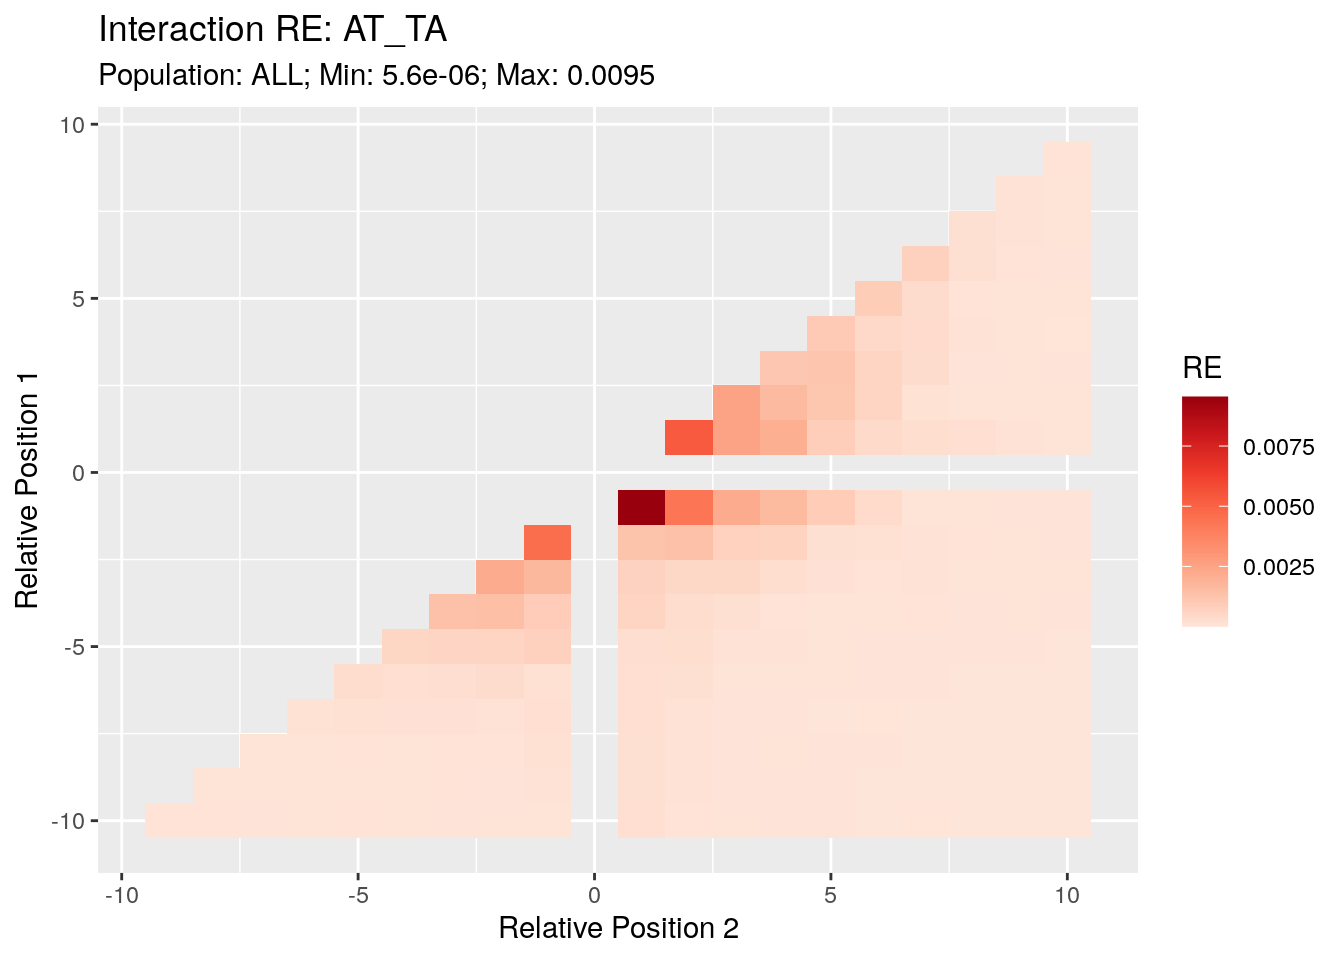 Interaction RE: AT_TA
Population: ALL; Min: 5.6e-06; Max: 0.0095
Relative Position 1
10
5
0
-5
-10
-10
-5
0
5
10
Relative Position 2
RE
0.0075
0.0050
0.0025